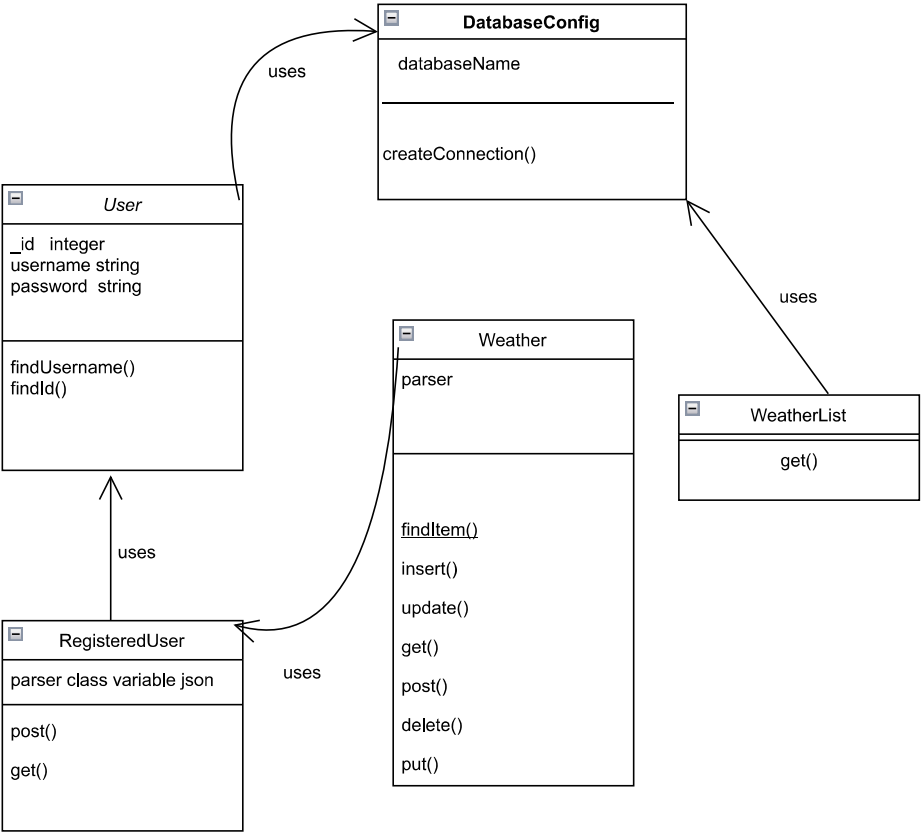 DatabaseConfig
databaseName
createConnection()
uses
User
_id integer
username string
password string
findUsername()
findId()
uses
Weather
parser
findItem()
insert()
update()
get()
post()
delete()
put()
WeatherList
get()
uses
uses
RegisteredUser
parser class variable json
post()
get()